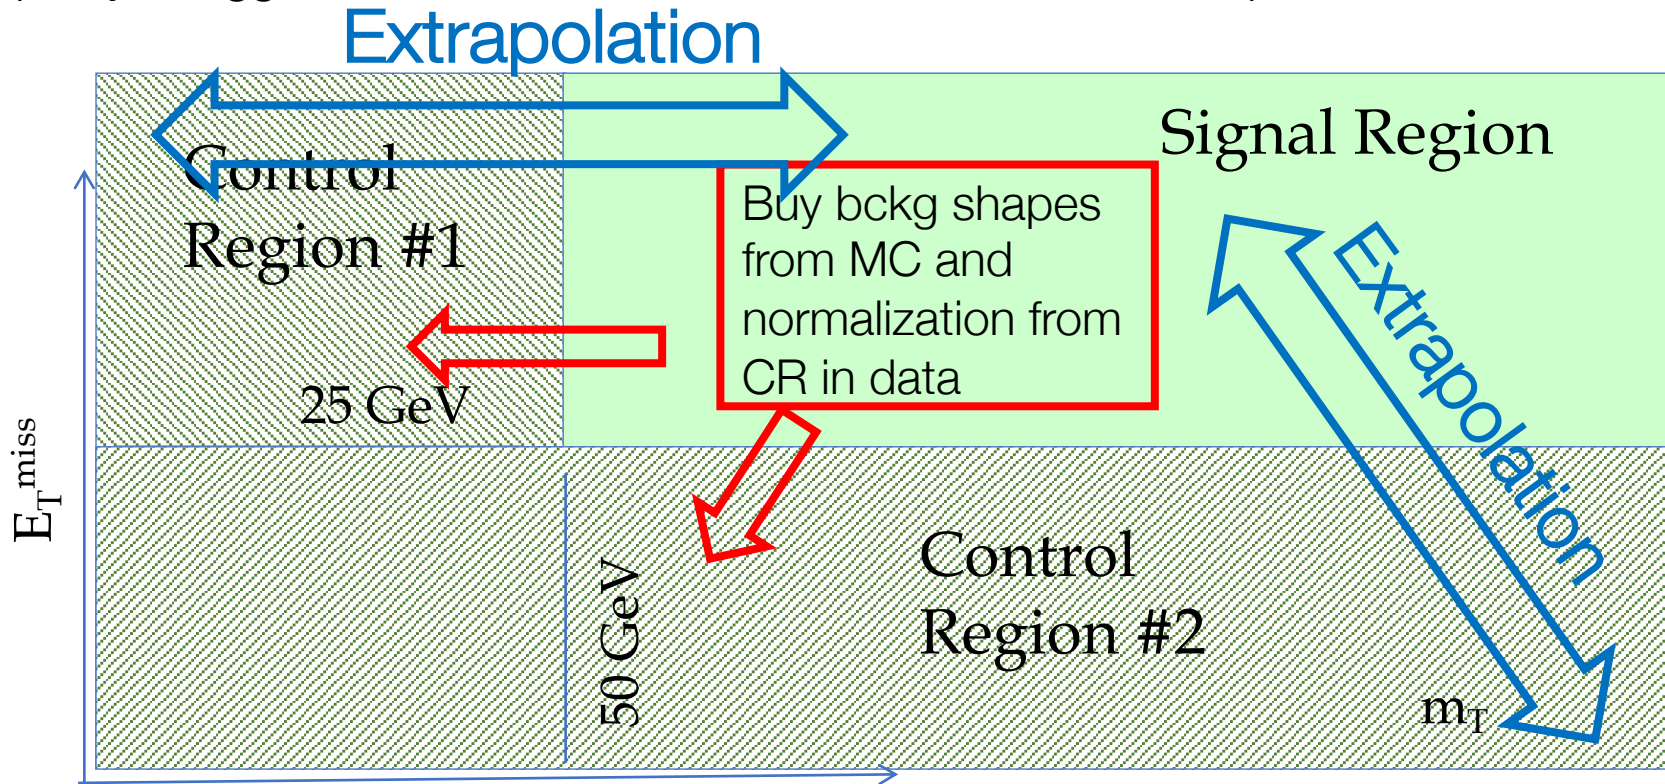 Extrapolation
Control
Region #1
Signal Region
Buy bckg shapes
from MC and
normalization from
CR in data
Extrapolation
25 GeV
E_T^miss
50 GeV
Control
Region #2
m_T